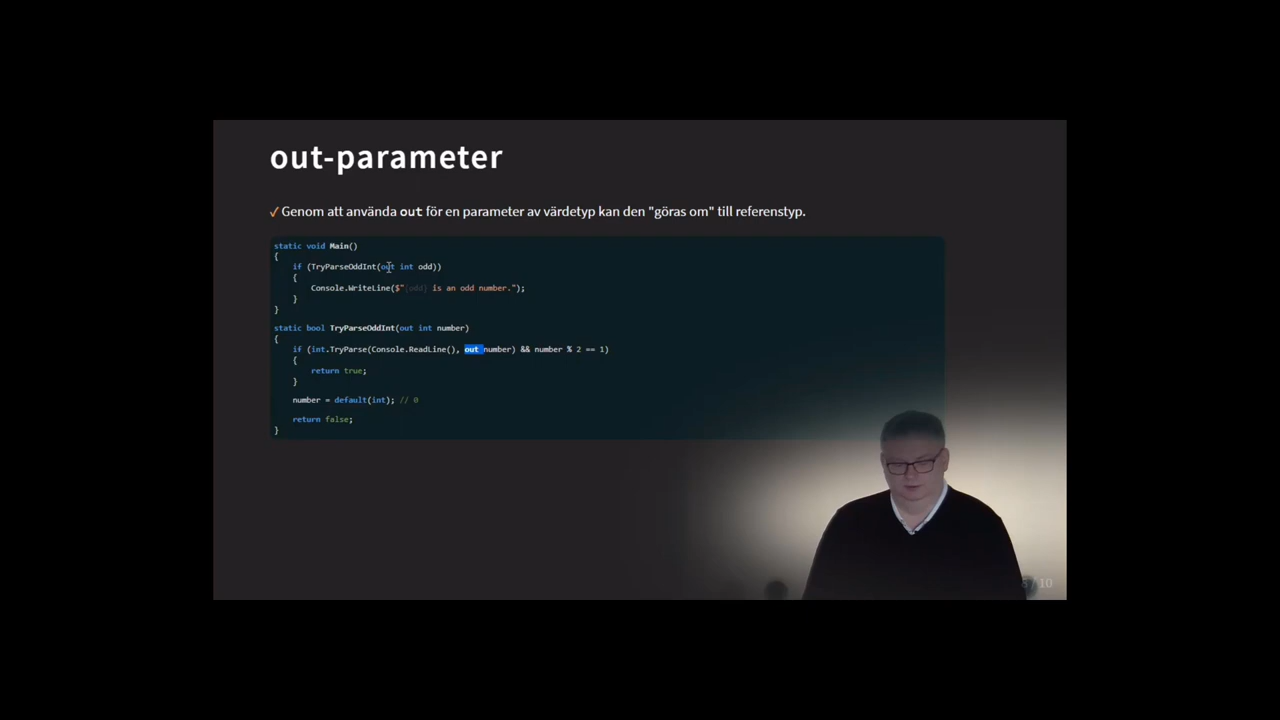 out-parameter
✓ Genom att använda out för en parameter av värdetyp kan den "göras om" till referenstyp.
static void Main()
{
if (TryParseOddInt(out int odd))
{
Console.WriteLine($"{odd} is an odd number.");
}
}
static bool TryParseOddInt(out int number)
{
if (int.TryParse(Console.ReadLine(), out number) && number % 2 == 1)
{
return true;
}
number = default(int); // 0
return false;
}
/ 10